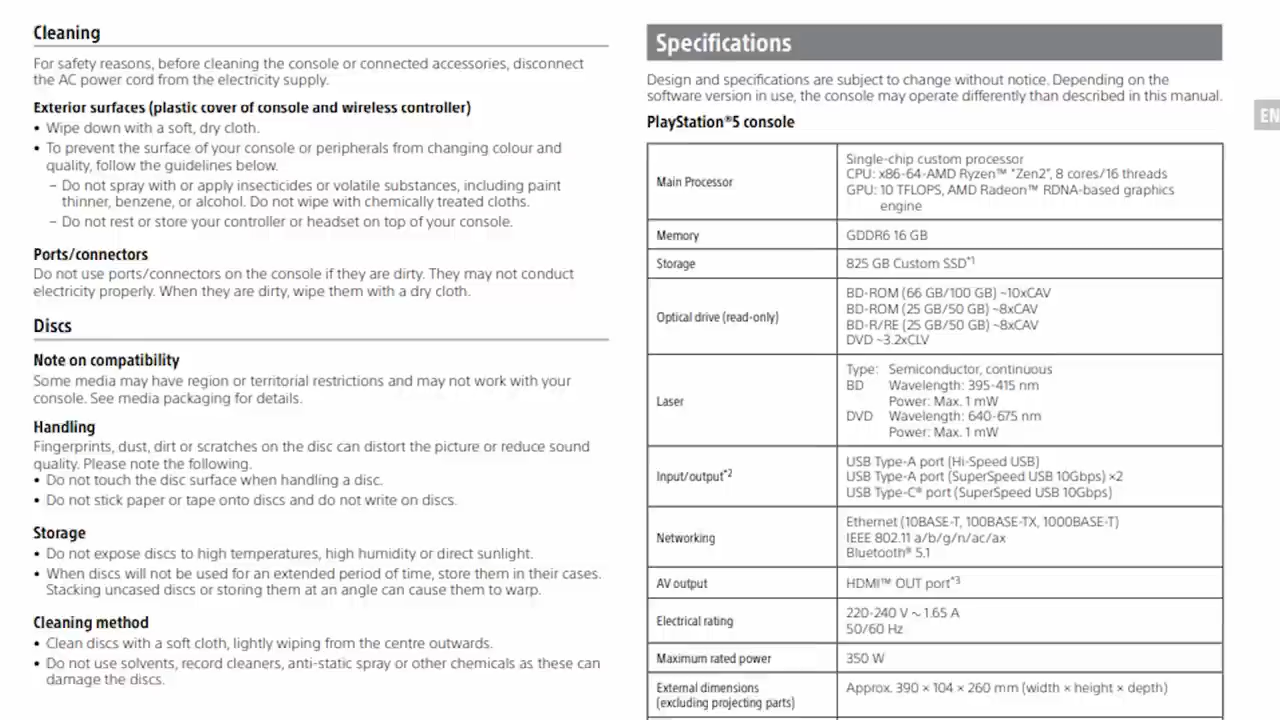 Cleaning
For safety reasons, before cleaning the console or connected accessories, disconnect
the AC power cord from the electricity supply.
Exterior surfaces (plastic cover of console and wireless controller)
• Wipe down with a soft, dry cloth.
• To prevent the surface of your console or peripherals from changing colour and
quality, follow the guidelines below.
– Do not spray with or apply insecticides or volatile substances, including paint
thinner, benzene, or alcohol. Do not wipe with chemically treated cloths.
– Do not rest or store your controller or headset on top of your console.
Ports/connectors
Do not use ports/connectors on the console if they are dirty. They may not conduct
electricity properly. When they are dirty, wipe them with a dry cloth.
Discs
Note on compatibility
Some media may have region or territorial restrictions and may not work with your
console. See media packaging for details.
Handling
Fingerprints, dust, dirt or scratches on the disc can distort the picture or reduce sound
quality. Please note the following.
• Do not touch the disc surface when handling a disc.
• Do not stick paper or tape onto discs and do not write on discs.
Storage
• Do not expose discs to high temperatures, high humidity or direct sunlight.
• When discs will not be used for an extended period of time, store them in their cases.
Stacking uncased discs or storing them at an angle can cause them to warp.
Cleaning method
• Clean discs with a soft cloth, lightly wiping from the centre outwards.
• Do not use solvents, record cleaners, anti-static spray or other chemicals as these can
damage the discs.
Specifications
Design and specifications are subject to change without notice. Depending on the
software version in use, the console may operate differently than described in this manual.
PlayStation®5 console
Main Processor
Single-chip custom processor
CPU: x86-64-AMD Ryzen™ "Zen2", 8 cores/16 threads
GPU: 10 TFLOPS, AMD Radeon™ RDNA-based graphics
engine
Memory
GDDR6 16 GB
Storage
825 GB Custom SSD*1
Optical drive (read-only)
BD-ROM (66 GB/100 GB) ~10xCAV
BD-ROM (25 GB/50 GB) ~8xCAV
BD-R/RE (25 GB/50 GB) ~8xCAV
DVD ~3.2xCLV
Laser
Type: Semiconductor, continuous
BD Wavelength: 395-415 nm
Power: Max. 1 mW
DVD Wavelength: 640-675 nm
Power: Max. 1 mW
Input/output*2
USB Type-A port (Hi-Speed USB)
USB Type-A port (SuperSpeed USB 10Gbps) ×2
USB Type-C® port (SuperSpeed USB 10Gbps)
Networking
Ethernet (10BASE-T, 100BASE-TX, 1000BASE-T)
IEEE 802.11 a/b/g/n/ac/ax
Bluetooth® 5.1
AV output
HDMI™ OUT port*3
Electrical rating
220-240 V ~ 1.65 A
50/60 Hz
Maximum rated power
350 W
External dimensions
(excluding projecting parts)
Approx. 390 × 104 × 260 mm (width × height × depth)
EN